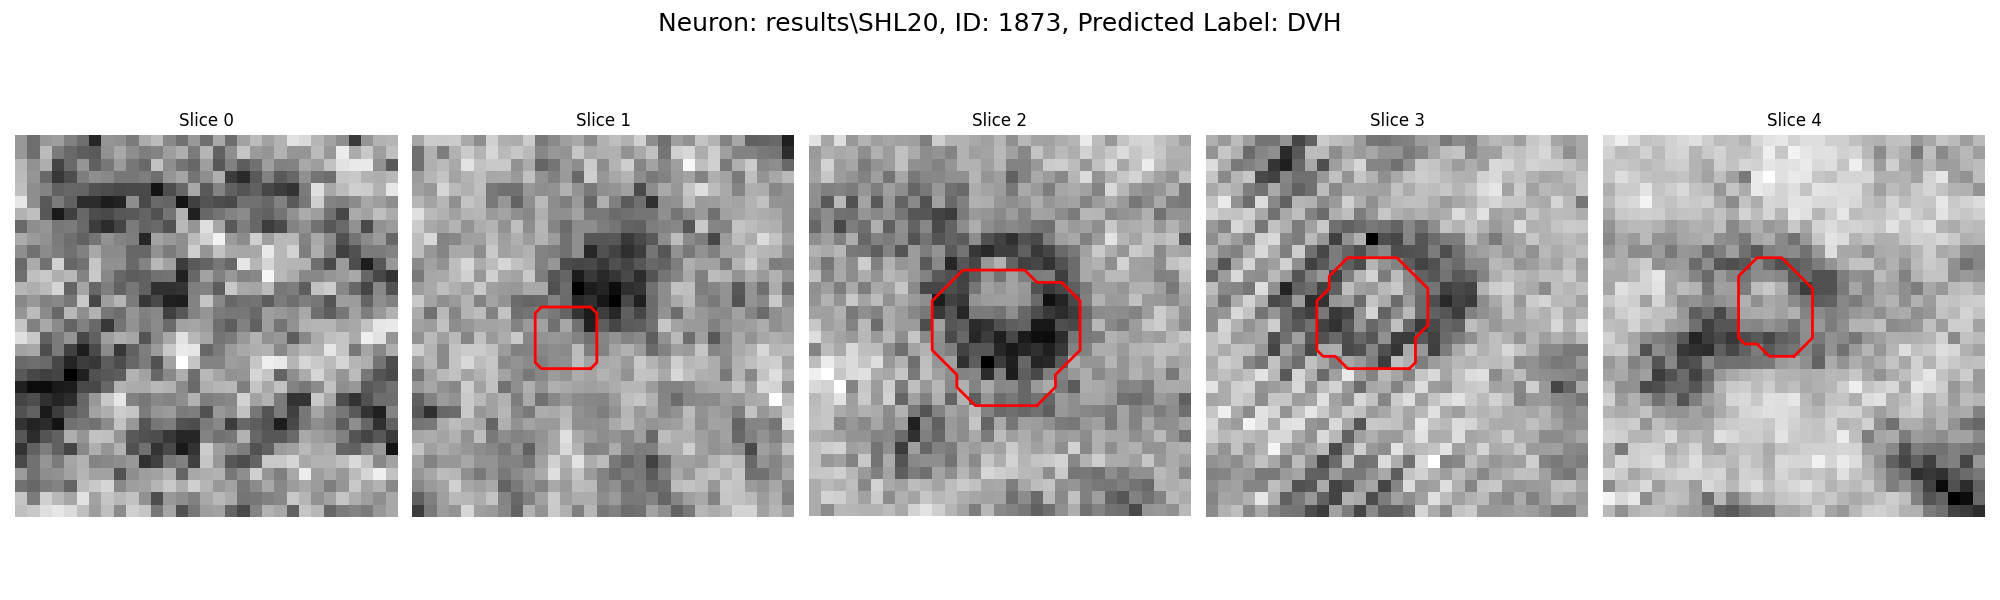 Neuron: results\SHL20, ID: 1873, Predicted Label: DVH
Slice 0
Slice 1
Slice 2
Slice 3
Slice 4